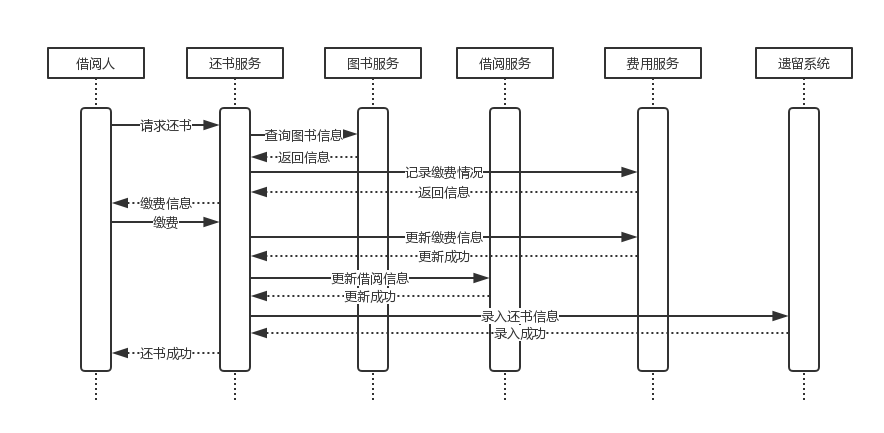 借阅人
还书服务
图书服务
借阅服务
费用服务
遗留系统
请求还书
查询图书信息
返回信息
记录缴费情况
返回信息
缴费信息
缴费
更新缴费信息
更新成功
更新借阅信息
更新成功
录入还书信息
录入成功
还书成功